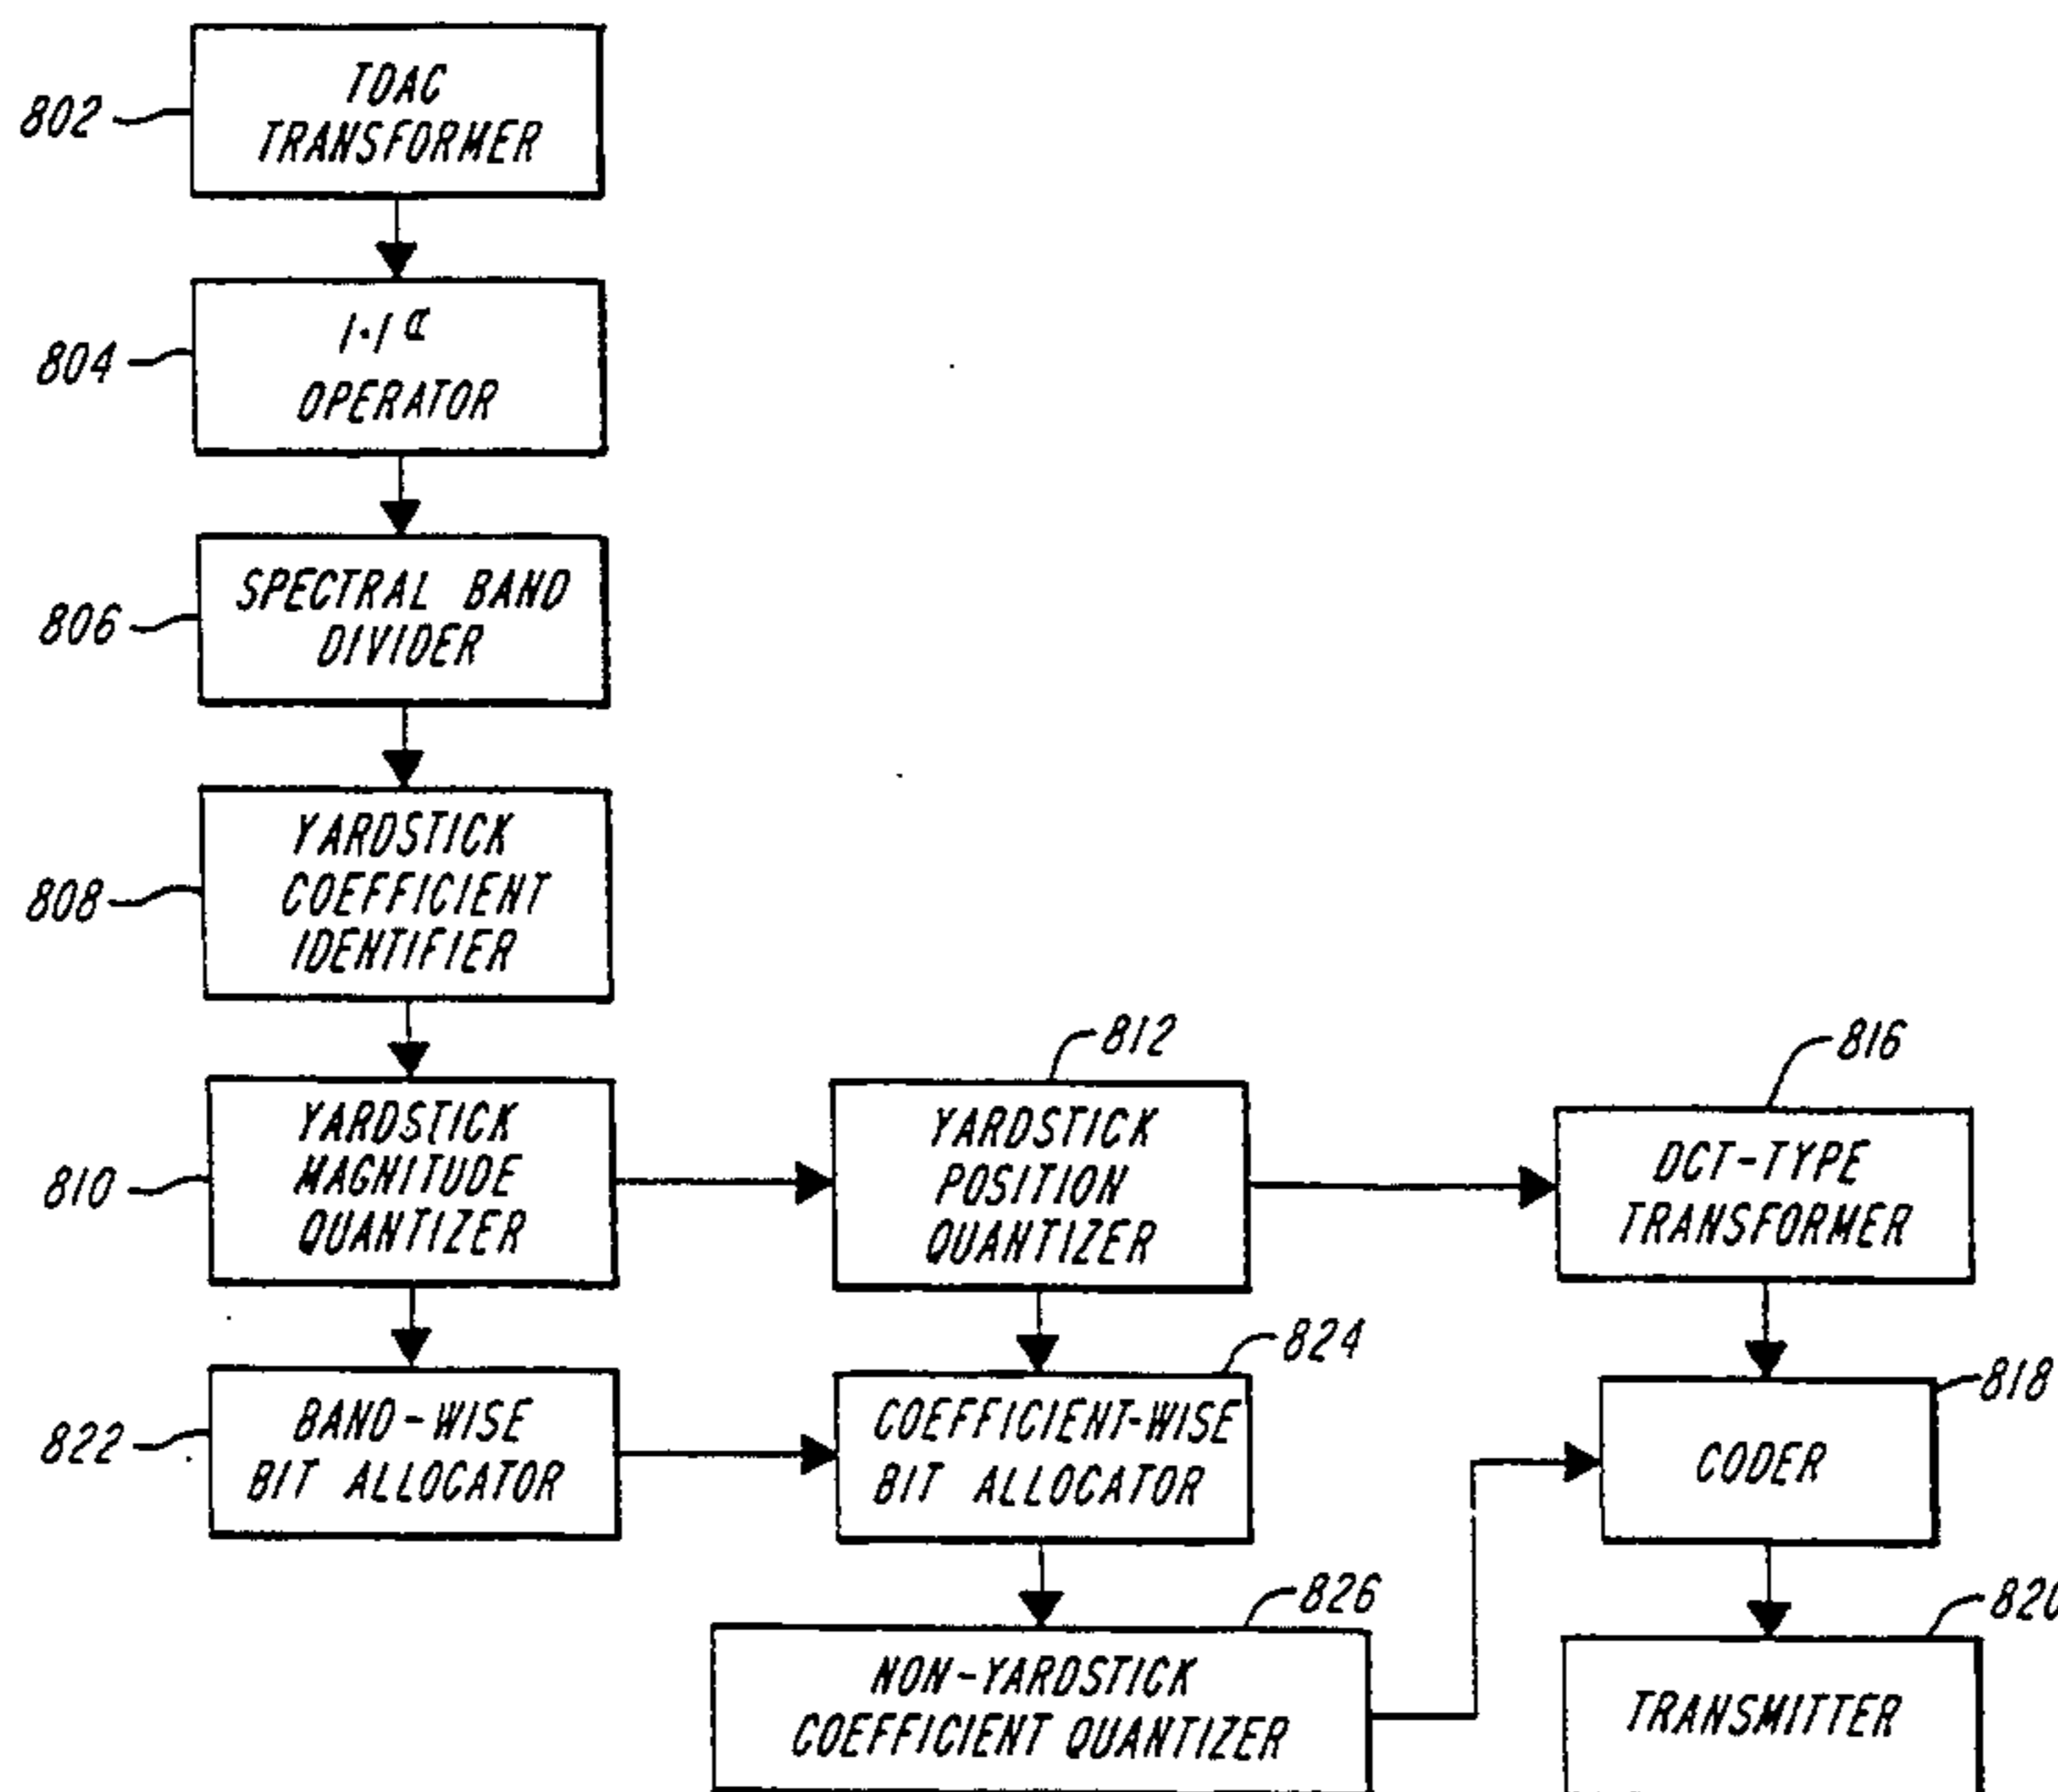 802
TDAC
TRANSFORMER
804
|·|α
OPERATOR
806
SPECTRAL BAND
DIVIDER
808
YARDSTICK
COEFFICIENT
IDENTIFIER
810
YARDSTICK
MAGNITUDE
QUANTIZER
812
YARDSTICK
POSITION
QUANTIZER
816
DCT-TYPE
TRANSFORMER
822
BAND-WISE
BIT ALLOCATOR
824
COEFFICIENT-WISE
BIT ALLOCATOR
818
CODER
826
NON-YARDSTICK
COEFFICIENT QUANTIZER
820
TRANSMITTER